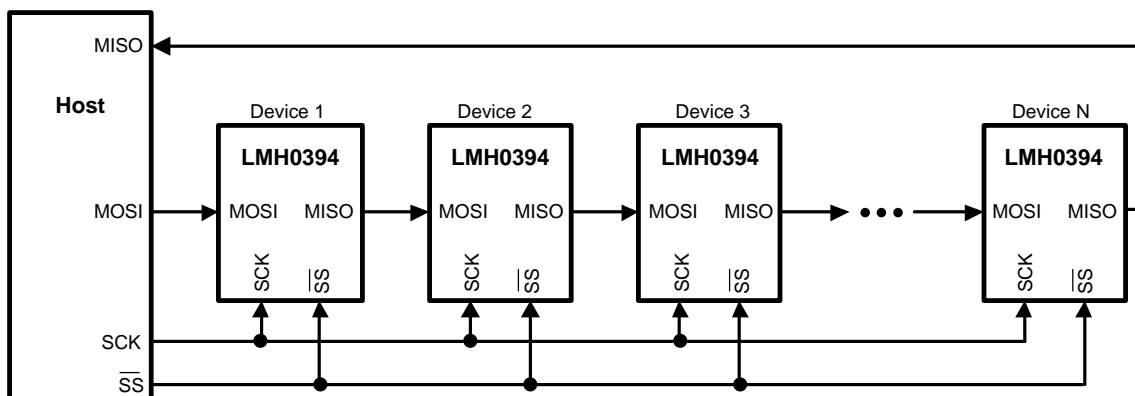 MISO
Host
Device 1
Device 2
Device 3
Device N
LMH0394
LMH0394
LMH0394
LMH0394
MOSI
MOSI
MISO
MOSI
MISO
MOSI
MISO
MOSI
MISO
SCK
SS
SCK
SS
SCK
SS
SCK
SS
SCK
SS